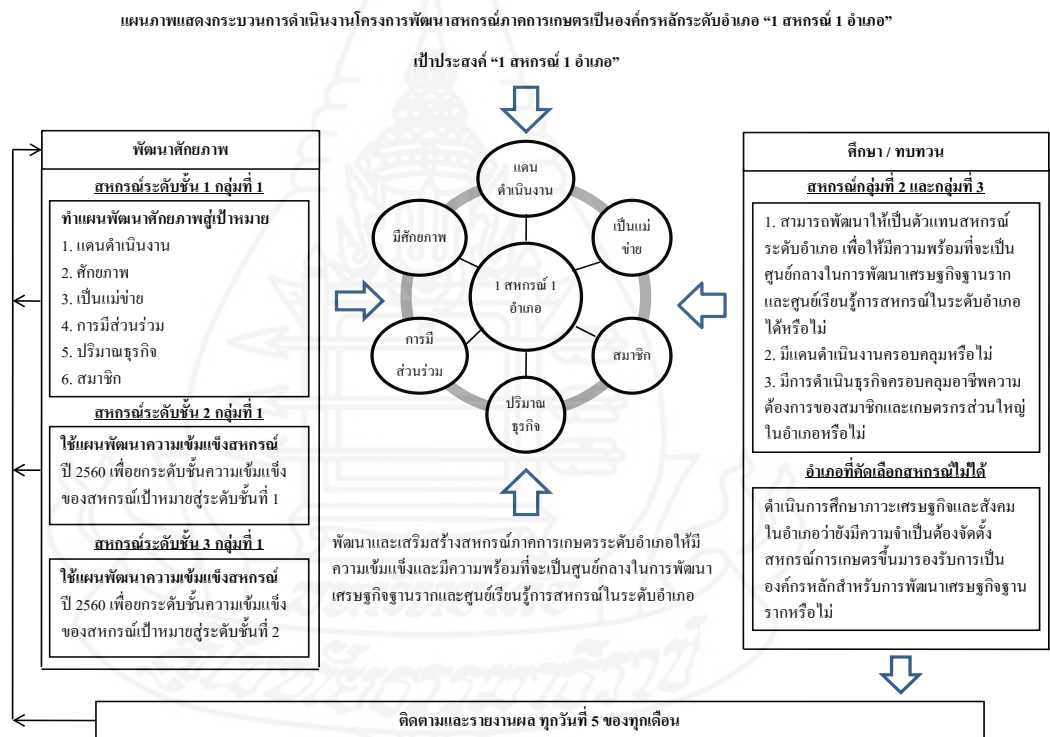 แผนภาพแสดงกระบวนการดำเนินงานโครงการพัฒนาสหกรณ์ภาคการเกษตรเป็นองค์กรหลักระดับอำเภอ “1 สหกรณ์ 1 อำเภอ”
เป้าประสงค์ “1 สหกรณ์ 1 อำเภอ”
พัฒนาศักยภาพ
สหกรณ์ระดับชั้น 1 กลุ่มที่ 1
ทำแผนพัฒนาศักยภาพสู่เป้าหมาย
1. แดนดำเนินงาน
2. ศักยภาพ
3. เป็นแม่ข่าย
4. การมีส่วนร่วม
5. ปริมาณธุรกิจ
6. สมาชิก
สหกรณ์ระดับชั้น 2 กลุ่มที่ 1
ใช้แผนพัฒนาความเข้มแข็งสหกรณ์
ปี 2560 เพื่อยกระดับชั้นความเข้มแข็ง
ของสหกรณ์เป้าหมายสู่ระดับชั้นที่ 1
สหกรณ์ระดับชั้น 3 กลุ่มที่ 1
ใช้แผนพัฒนาความเข้มแข็งสหกรณ์
ปี 2560 เพื่อยกระดับชั้นความเข้มแข็ง
ของสหกรณ์เป้าหมายสู่ระดับชั้นที่ 2
แดน
ดำเนินงาน
เป็นแม่
ข่าย
สมาชิก
ปริมาณ
ธุรกิจ
การมี
ส่วนร่วม
มีศักยภาพ
1 สหกรณ์ 1
อำเภอ
พัฒนาและเสริมสร้างสหกรณ์ภาคการเกษตรระดับอำเภอให้มี
ความเข้มแข็งและมีความพร้อมที่จะเป็นศูนย์กลางในการพัฒนา
เศรษฐกิจฐานรากและศูนย์เรียนรู้การสหกรณ์ในระดับอำเภอ
ศึกษา / ทบทวน
สหกรณ์กลุ่มที่ 2 และกลุ่มที่ 3
1. สามารถพัฒนาให้เป็นตัวแทนสหกรณ์
ระดับอำเภอ เพื่อให้มีความพร้อมที่จะเป็น
ศูนย์กลางในการพัฒนาเศรษฐกิจฐานราก
และศูนย์เรียนรู้การสหกรณ์ในระดับอำเภอ
ได้หรือไม่
2. มีแดนดำเนินงานครอบคลุมหรือไม่
3. มีการดำเนินธุรกิจครอบคลุมอาชีพความ
ต้องการของสมาชิกและเกษตรกรส่วนใหญ่
ในอำเภอหรือไม่
อำเภอที่คัดเลือกสหกรณ์ไม่ได้
ดำเนินการศึกษาภาวะเศรษฐกิจและสังคม
ในอำเภอว่ายังมีความจำเป็นต้องจัดตั้ง
สหกรณ์การเกษตรขึ้นมารองรับการเป็น
องค์กรหลักสำหรับการพัฒนาเศรษฐกิจฐาน
รากหรือไม่
ติดตามและรายงานผล ทุกวันที่ 5 ของทุกเดือน